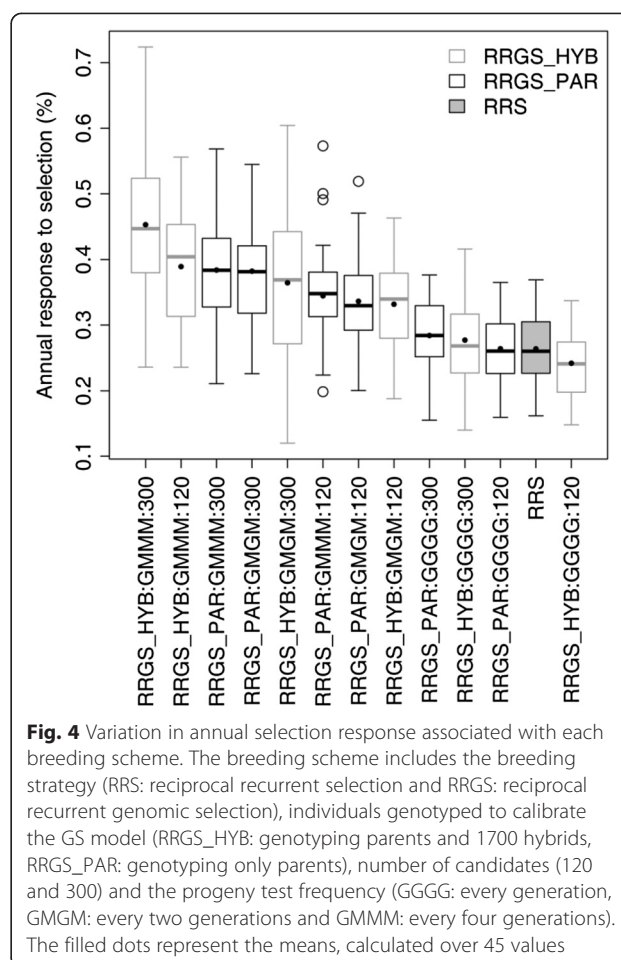 0.7
0.6
0.5
0.4
0.3
0.2
0.1
Annual response to selection (%)
RRGS_HYB
RRGS_PAR
RRS
RRGS_HYB:GMMM:300
RRGS_HYB:GMMM:120
RRGS_PAR:GMMM:300
RRGS_PAR:GMGM:300
RRGS_HYB:GMGM:300
RRGS_PAR:GMMM:120
RRGS_PAR:GMGM:120
RRGS_HYB:GMGM:120
RRGS_PAR:GGGG:300
RRGS_HYB:GGGG:300
RRGS_PAR:GGGG:120
RRS
RRGS_HYB:GGGG:120
Fig. 4 Variation in annual selection response associated with each
breeding scheme. The breeding scheme includes the breeding
strategy (RRS: reciprocal recurrent selection and RRGS: reciprocal
recurrent genomic selection), individuals genotyped to calibrate
the GS model (RRGS_HYB: genotyping parents and 1700 hybrids,
RRGS_PAR: genotyping only parents), number of candidates (120
and 300) and the progeny test frequency (GGGG: every generation,
GMGM: every two generations and GMMM: every four generations).
The filled dots represent the means, calculated over 45 values